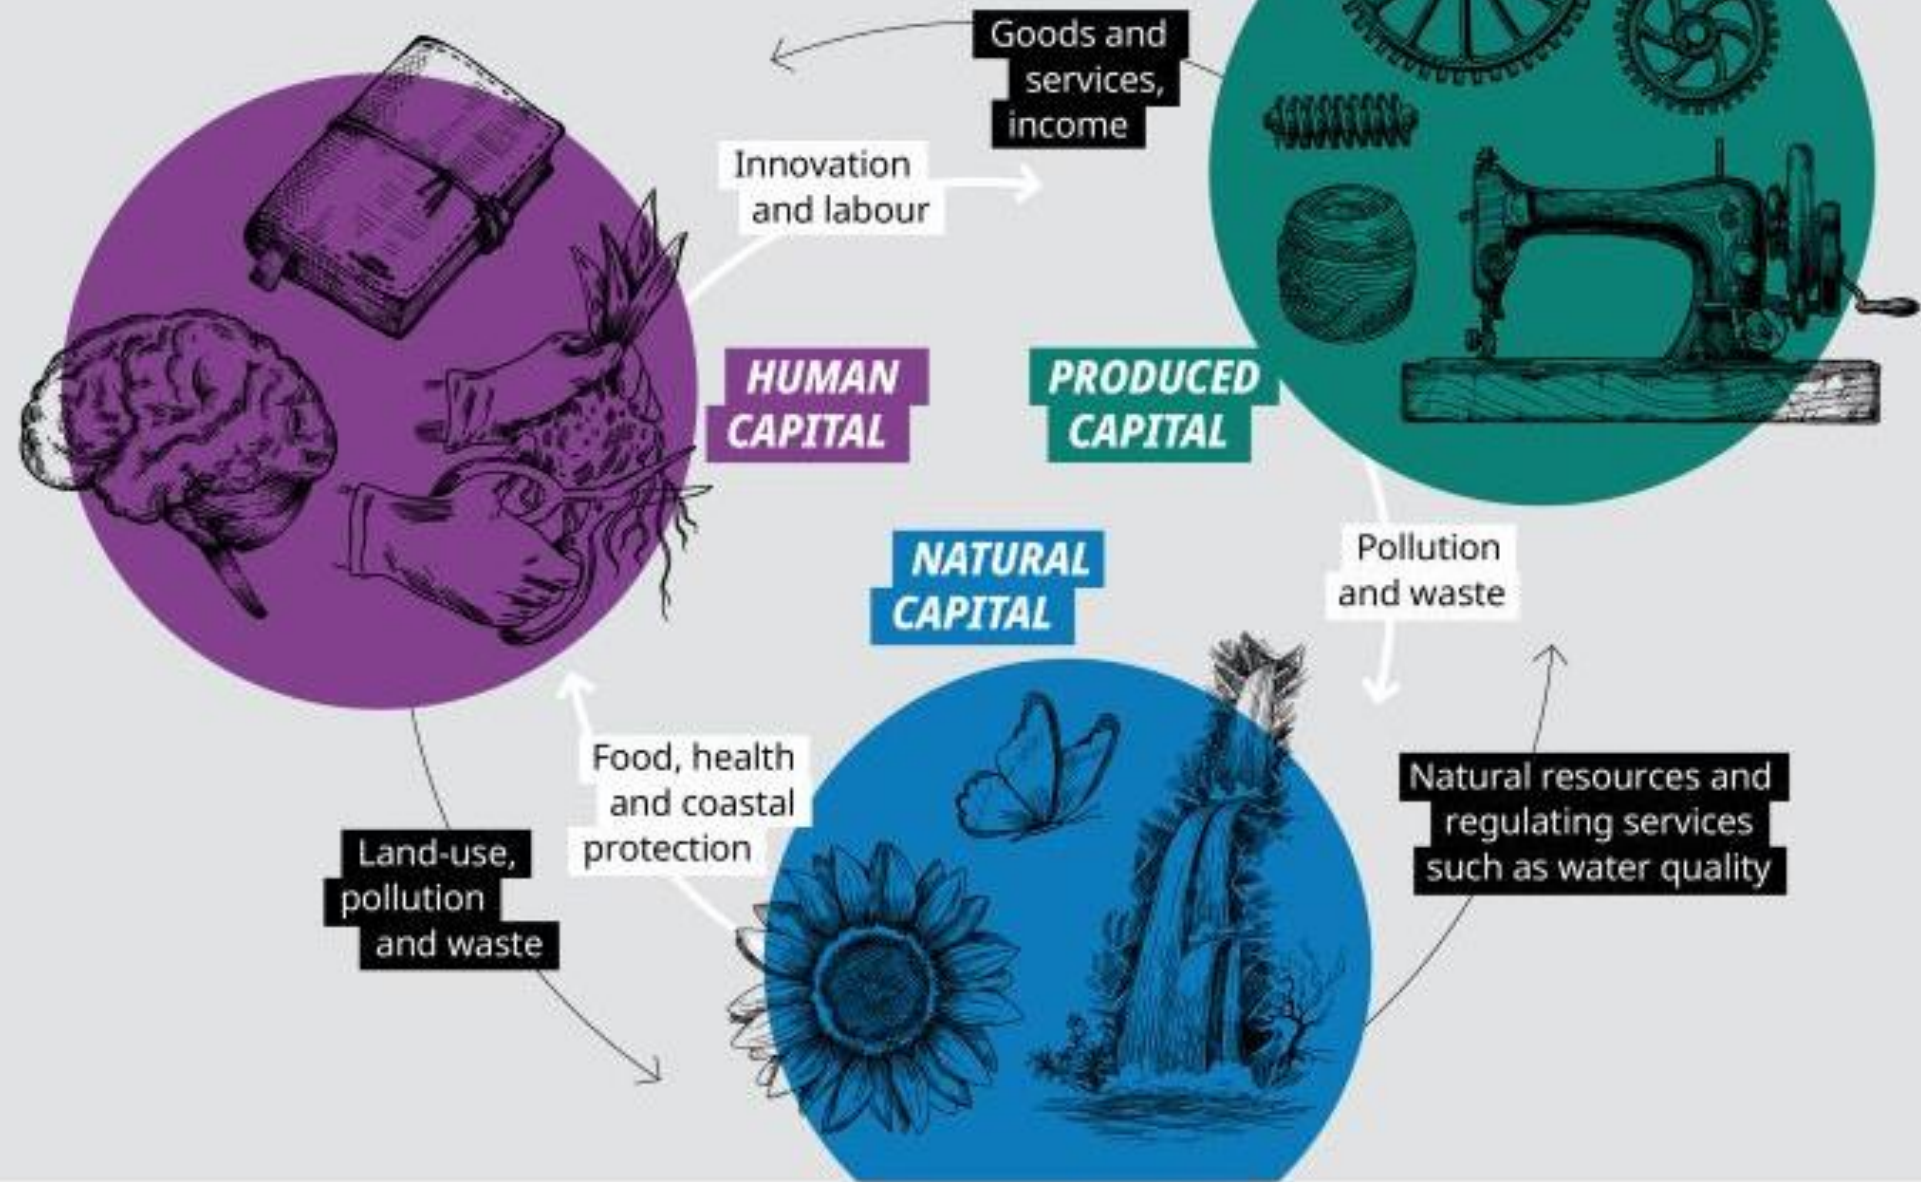 Goods and
services,
income
Innovation
and labour
HUMAN
CAPITAL
PRODUCED
CAPITAL
NATURAL
CAPITAL
Pollution
and waste
Food, health
and coastal
protection
Natural resources and
regulating services
such as water quality
Land-use,
pollution
and waste